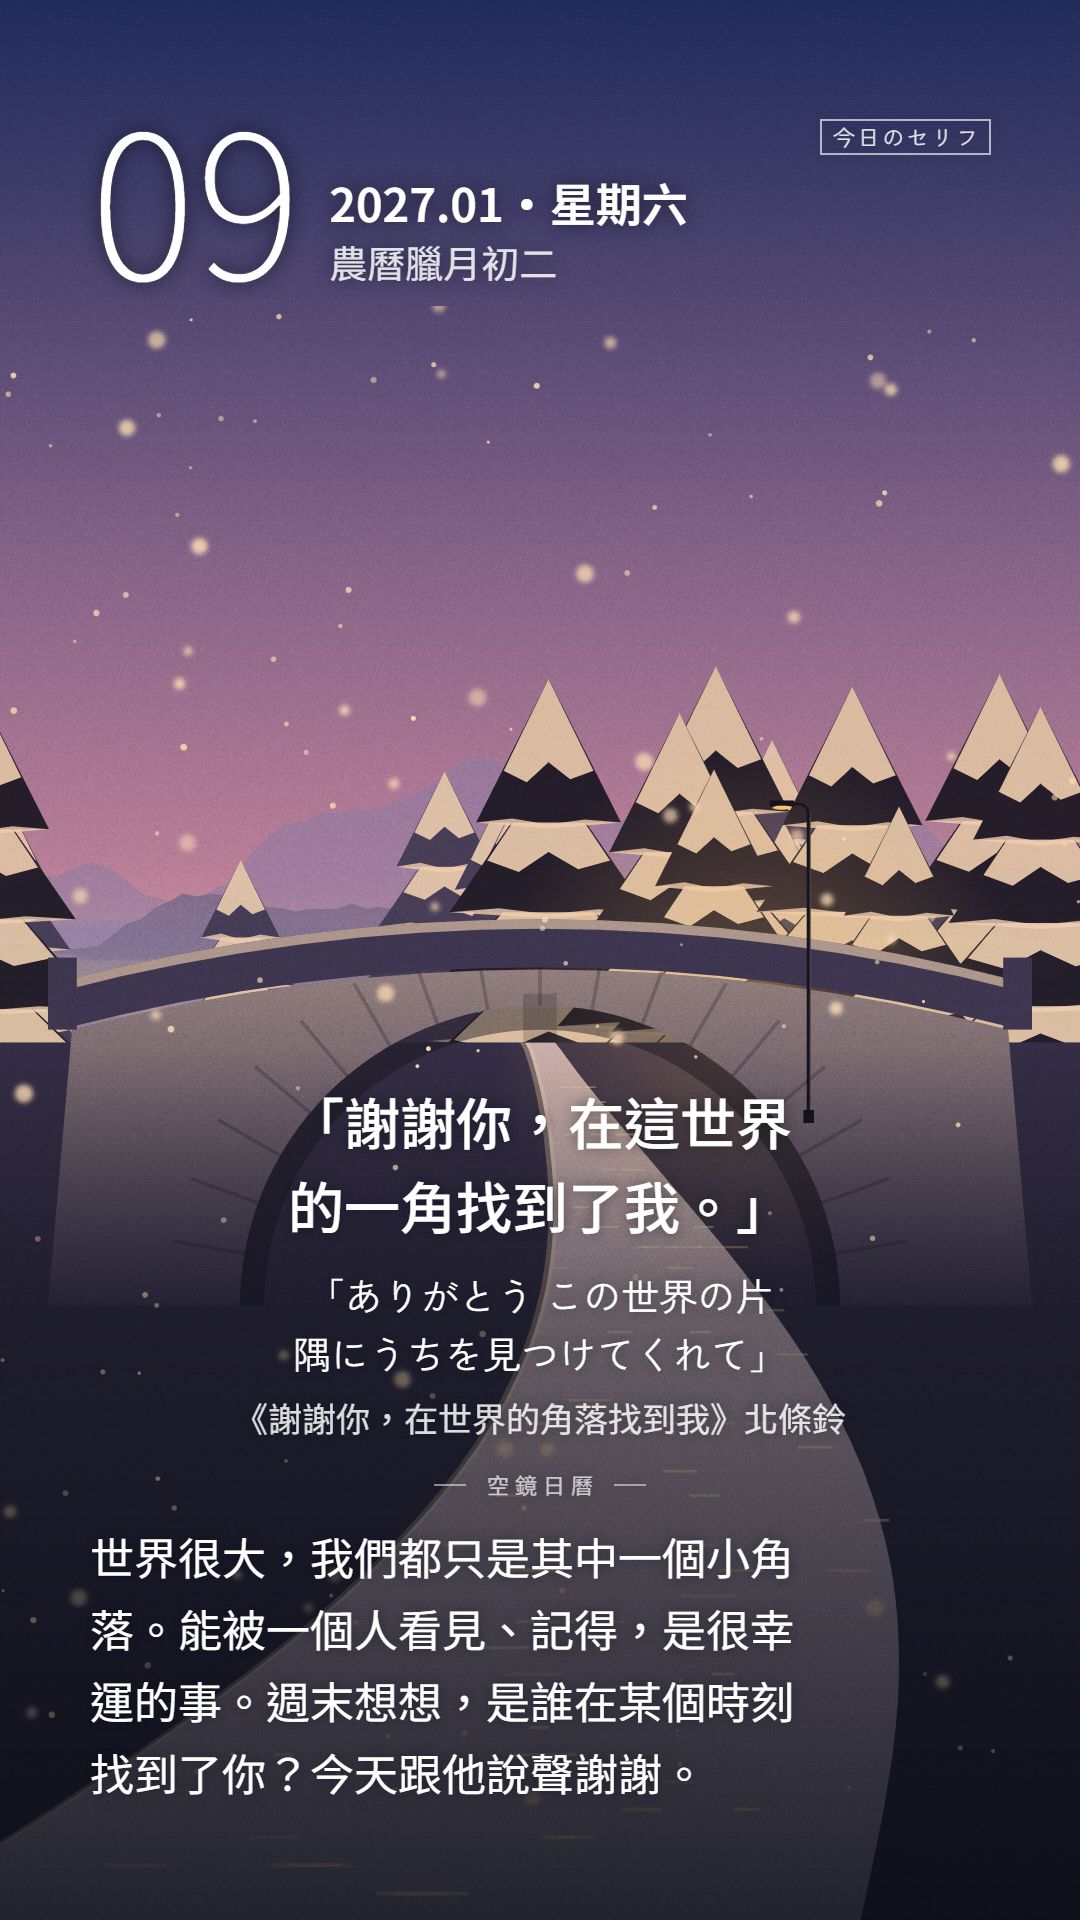 09
2027.01・星期六
農曆臘月初二
今日のセリフ
「謝謝你，在這世界
的一角找到了我。」
「ありがとう この世界の片
隅にうちを見つけてくれて」
《謝謝你，在世界的角落找到我》北條鈴
— 空鏡日曆 —
世界很大，我們都只是其中一個小角
落。能被一個人看見、記得，是很幸
運的事。週末想想，是誰在某個時刻
找到了你？今天跟他說聲謝謝。